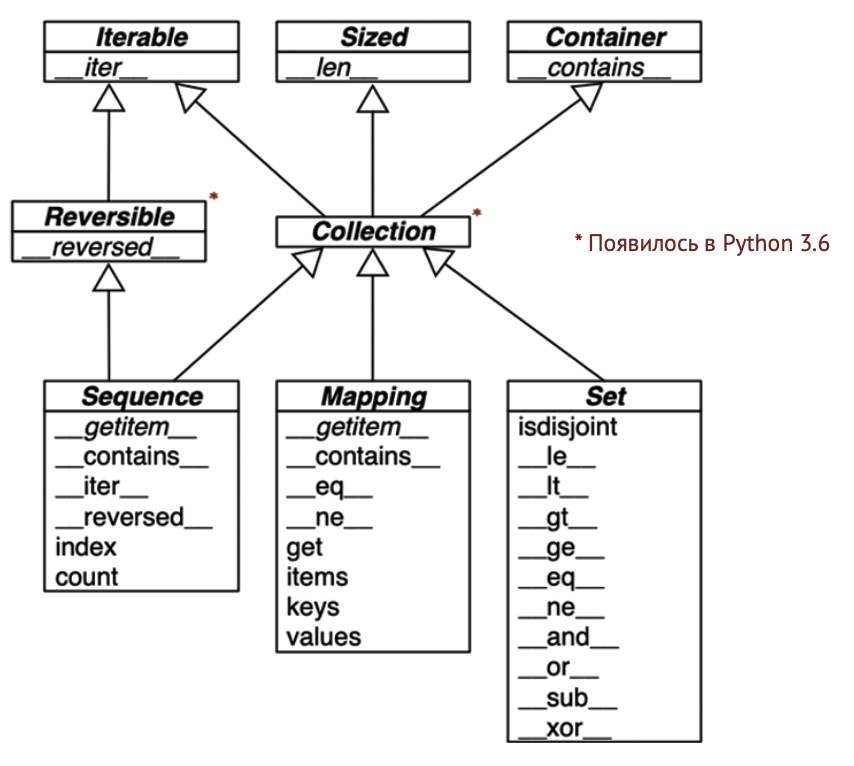 Iterable
__iter__
Sized
__len__
Container
__contains__
Reversible *
__reversed__
Collection *
* Появилось в Python 3.6
Sequence
__getitem__
__contains__
__iter__
__reversed__
index
count
Mapping
__getitem__
__contains__
__eq__
__ne__
get
items
keys
values
Set
isdisjoint
__le__
__lt__
__gt__
__ge__
__eq__
__ne__
__and__
__or__
__sub__
__xor__